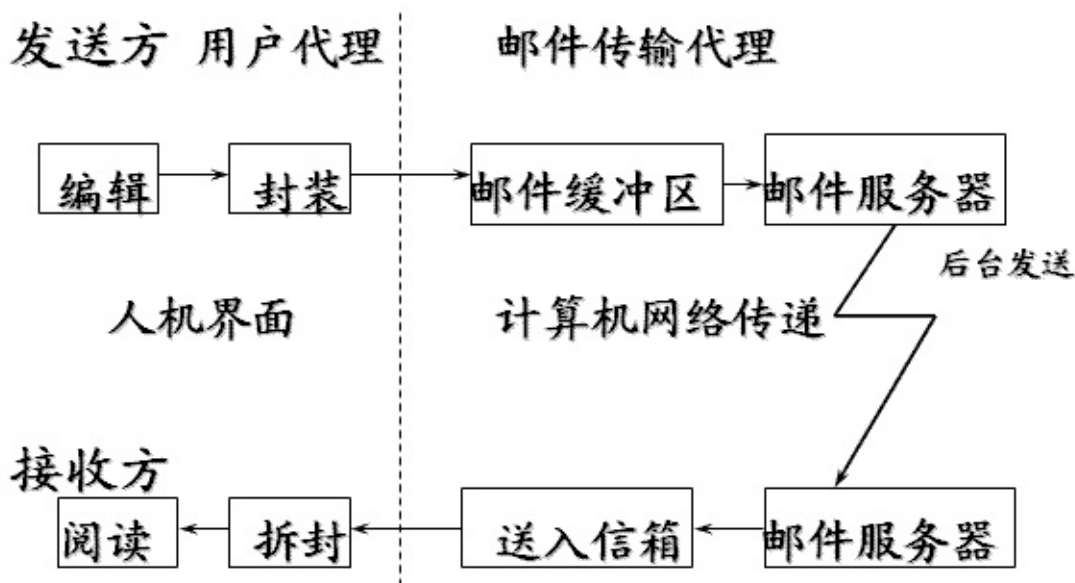 发送方 用户代理 邮件传输代理
编辑 封装 邮件缓冲区 邮件服务器
后台发送
人机界面 计算机网络传递
接收方
阅读 拆封 送入信箱 邮件服务器